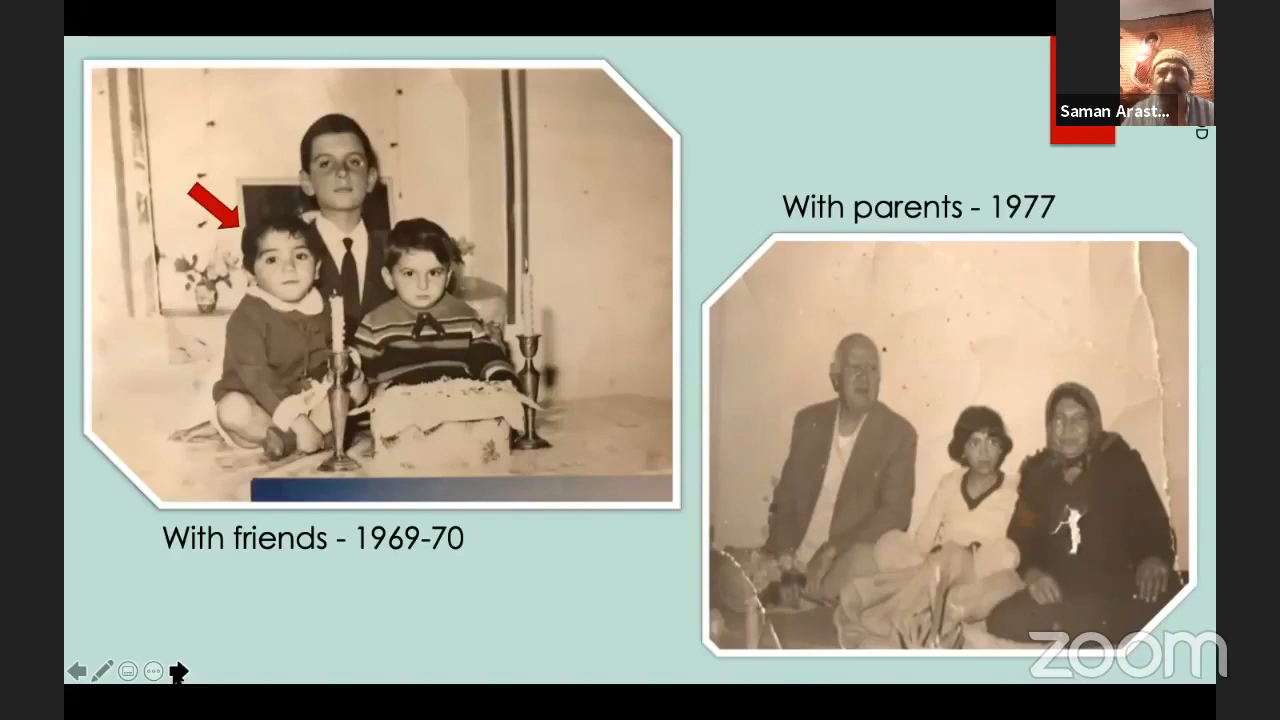 Saman Arast...
With parents - 1977
With friends - 1969-70
zoom